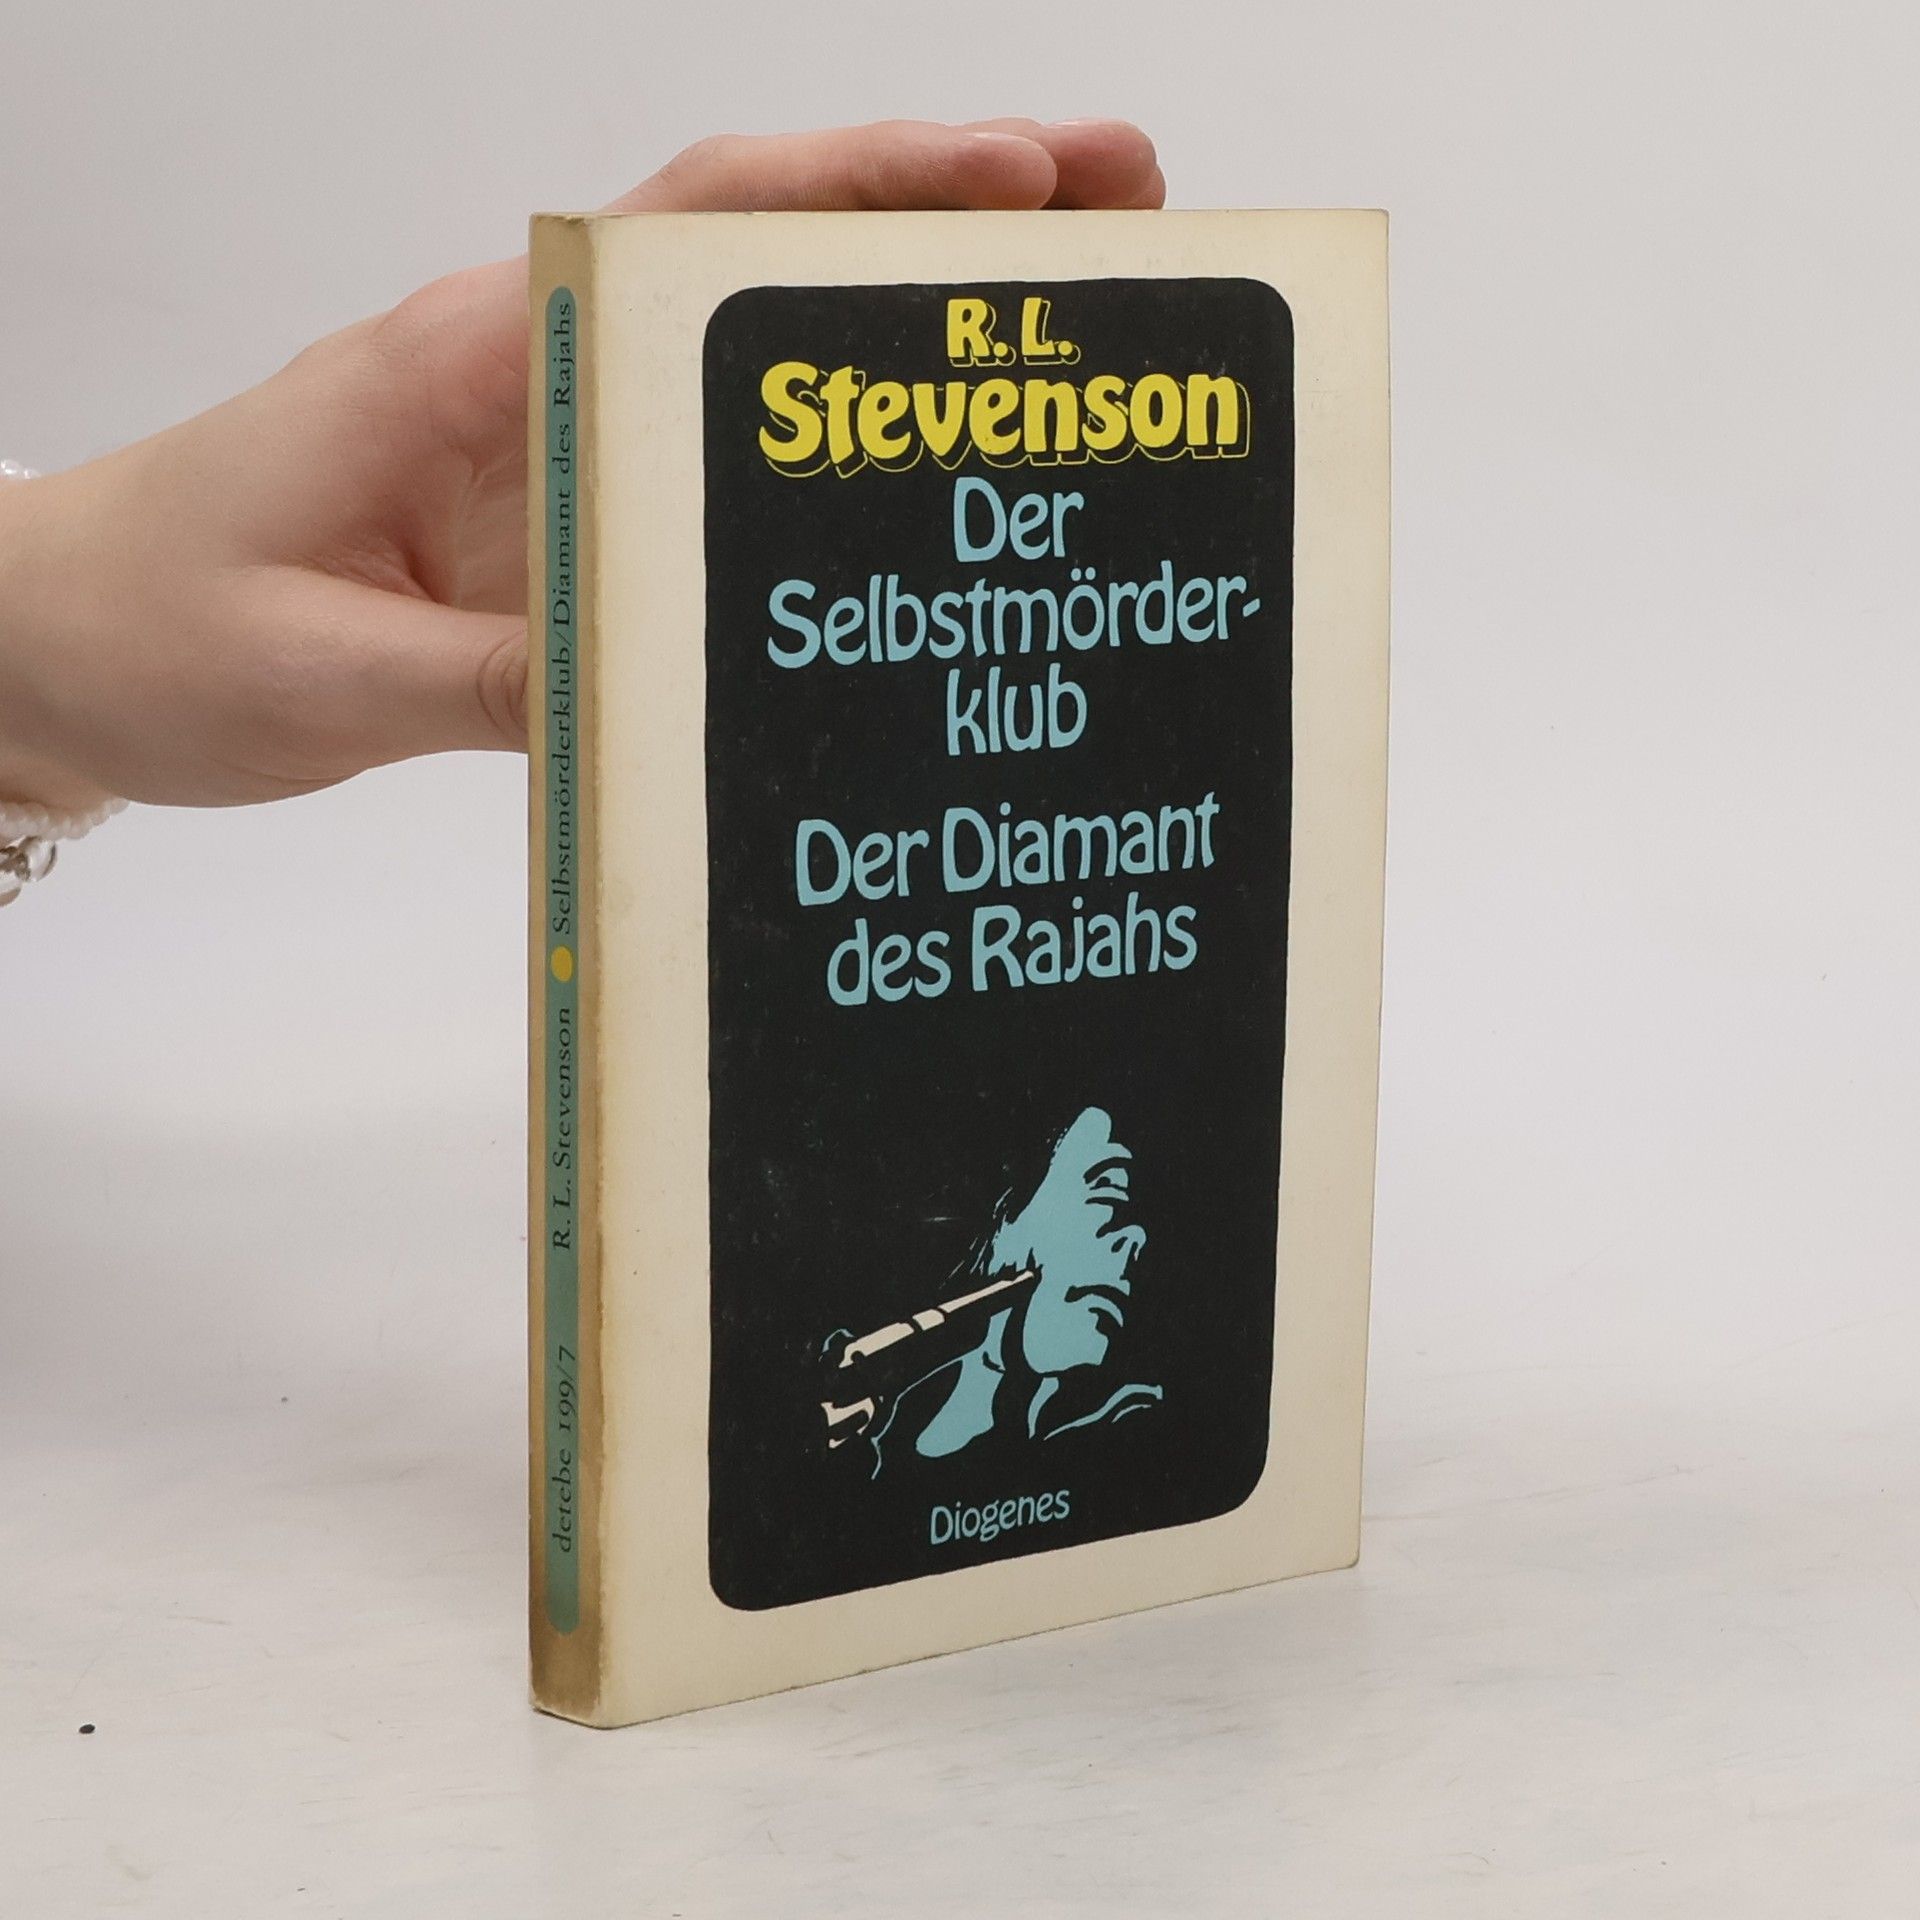 R. L.
Stevenson
Der
Selbstmörder-
klub
Der Diamant
des Rajahs
Diogenes
detebe 199/7 R. L. Stevenson Selbstmörderklub/Diamant des Rajahs